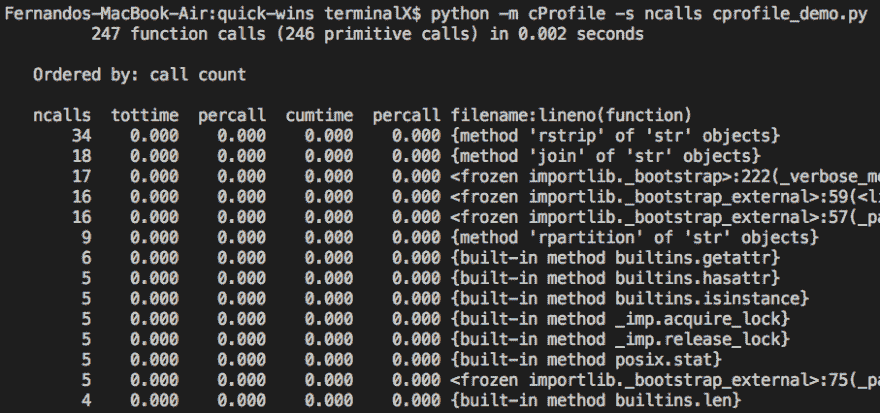 Fernandos-MacBook-Air:quick-wins terminalX$ python -m cProfile -s ncalls cprofile_demo.py
247 function calls (246 primitive calls) in 0.002 seconds
Ordered by: call count
ncalls tottime percall cumtime percall filename:lineno(function)
34 0.000 0.000 0.000 0.000 {method 'rstrip' of 'str' objects}
18 0.000 0.000 0.000 0.000 {method 'join' of 'str' objects}
17 0.000 0.000 0.000 0.000 <frozen importlib._bootstrap>:222(_verbose_me
16 0.000 0.000 0.000 0.000 <frozen importlib._bootstrap_external>:59(<li
16 0.000 0.000 0.000 0.000 <frozen importlib._bootstrap_external>:57(_pa
9 0.000 0.000 0.000 0.000 {method 'rpartition' of 'str' objects}
6 0.000 0.000 0.000 0.000 {built-in method builtins.getattr}
5 0.000 0.000 0.000 0.000 {built-in method builtins.hasattr}
5 0.000 0.000 0.000 0.000 {built-in method builtins.isinstance}
5 0.000 0.000 0.000 0.000 {built-in method _imp.acquire_lock}
5 0.000 0.000 0.000 0.000 {built-in method _imp.release_lock}
5 0.000 0.000 0.000 0.000 {built-in method posix.stat}
5 0.000 0.000 0.000 0.000 <frozen importlib._bootstrap_external>:75(_pa
4 0.000 0.000 0.000 0.000 {built-in method builtins.len}